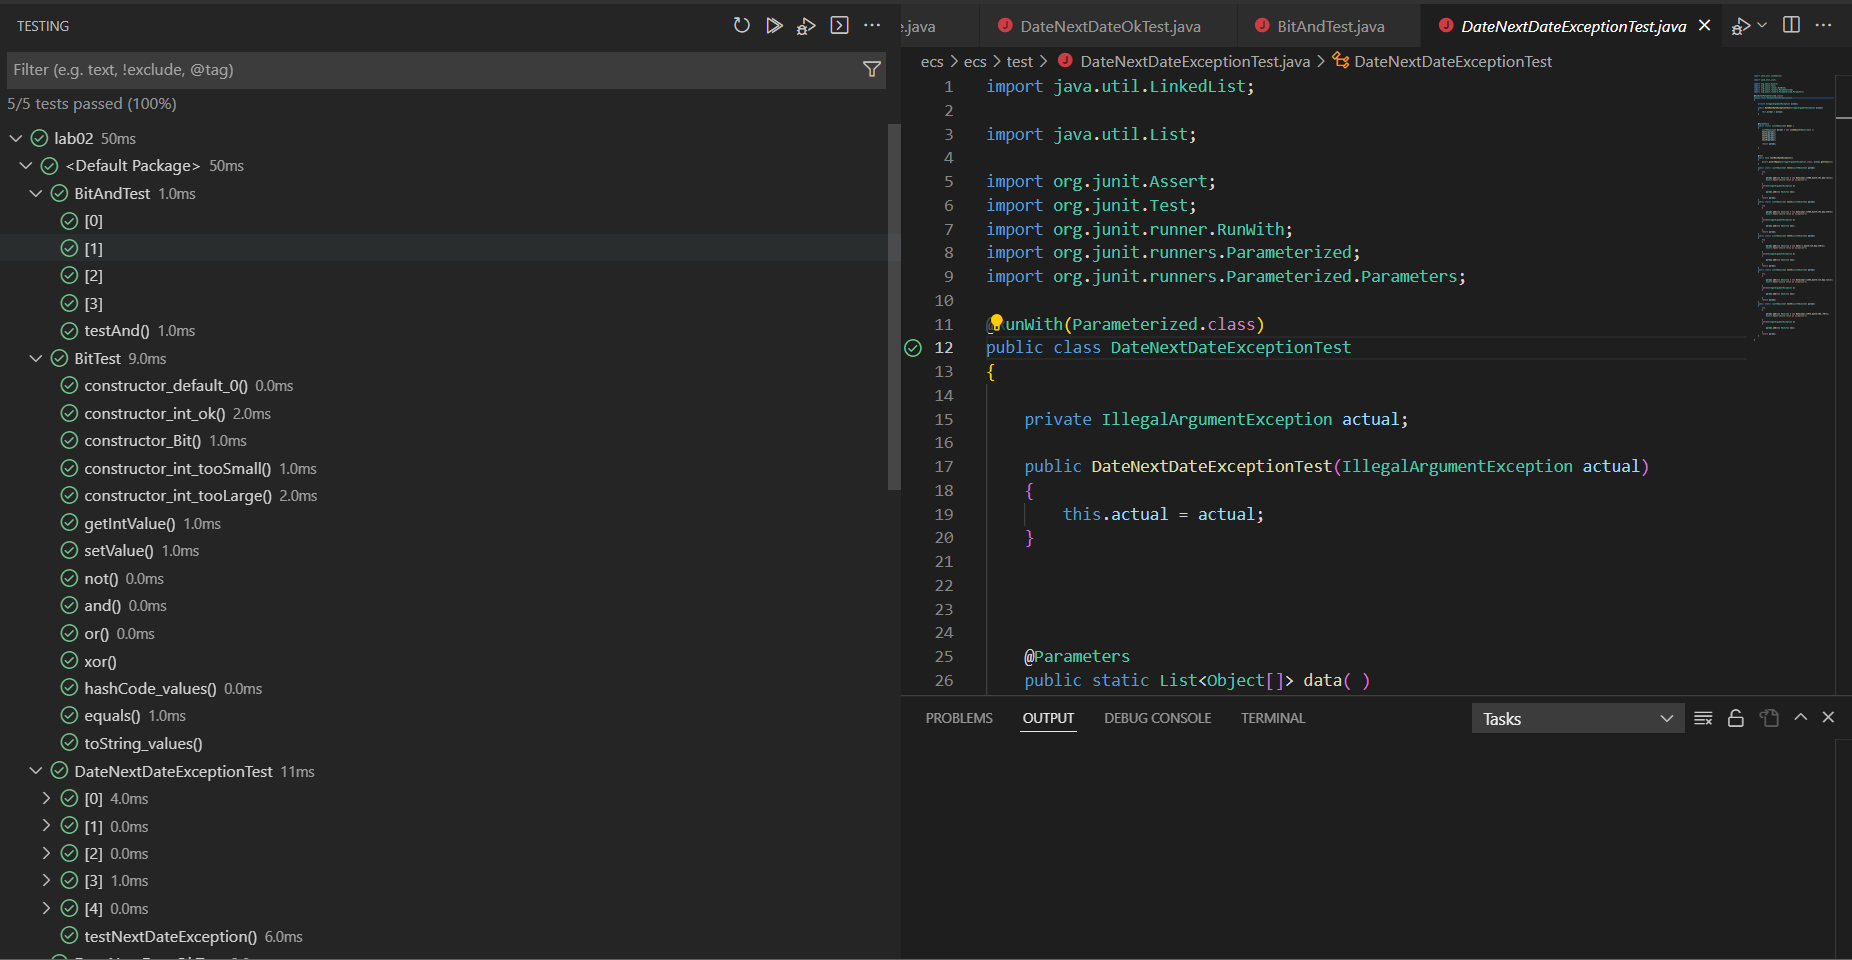 TESTING
Filter (e.g. text, !exclude, @tag)
5/5 tests passed (100%)
lab02 50ms
<Default Package> 50ms
BitAndTest 1.0ms
[0]
[1]
[2]
[3]
testAnd() 1.0ms
BitTest 9.0ms
constructor_default_0() 0.0ms
constructor_int_ok() 2.0ms
constructor_Bit() 1.0ms
constructor_int_tooSmall() 1.0ms
constructor_int_tooLarge() 2.0ms
getIntValue() 1.0ms
setValue() 1.0ms
not() 0.0ms
and() 0.0ms
or() 0.0ms
xor()
hashCode_values() 0.0ms
equals() 1.0ms
toString_values()
DateNextDateExceptionTest 11ms
[0] 4.0ms
[1] 0.0ms
[2] 0.0ms
[3] 1.0ms
[4] 0.0ms
testNextDateException() 6.0ms
e.java DateNextDateOkTest.java BitAndTest.java DateNextDateExceptionTest.java
ecs > ecs > test > DateNextDateExceptionTest.java > DateNextDateExceptionTest
1 import java.util.LinkedList;
2
3 import java.util.List;
4
5 import org.junit.Assert;
6 import org.junit.Test;
7 import org.junit.runner.RunWith;
8 import org.junit.runners.Parameterized;
9 import org.junit.runners.Parameterized.Parameters;
10
11 @RunWith(Parameterized.class)
12 public class DateNextDateExceptionTest
13 {
14
15 private IllegalArgumentException actual;
16
17 public DateNextDateExceptionTest(IllegalArgumentException actual)
18 {
19 this.actual = actual;
20 }
21
22
23
24
25 @Parameters
26 public static List<Object[]> data( )
PROBLEMS OUTPUT DEBUG CONSOLE TERMINAL Tasks